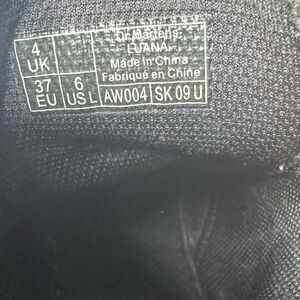 4 UK
37 EU
6 US L
Dr. Martens
LUANA
Made in China
Fabriqué en Chine
AW004
SK 09 U